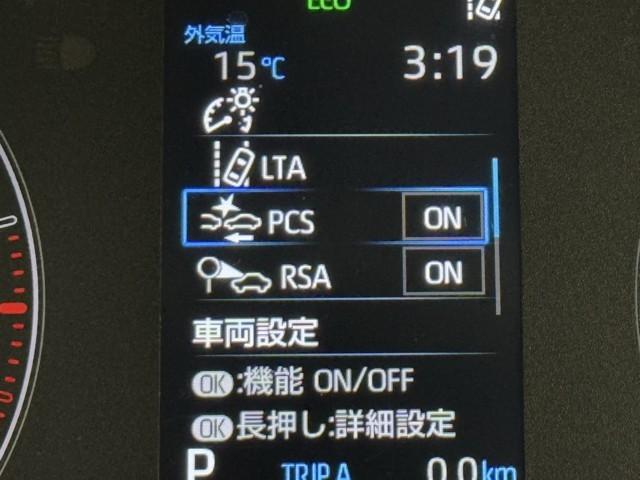 ECO
外気温
15℃ 3:19
LTA
PCS ON
RSA ON
車両設定
OK:機能 ON/OFF
OK長押し:詳細設定
P TRIP A 0.0km